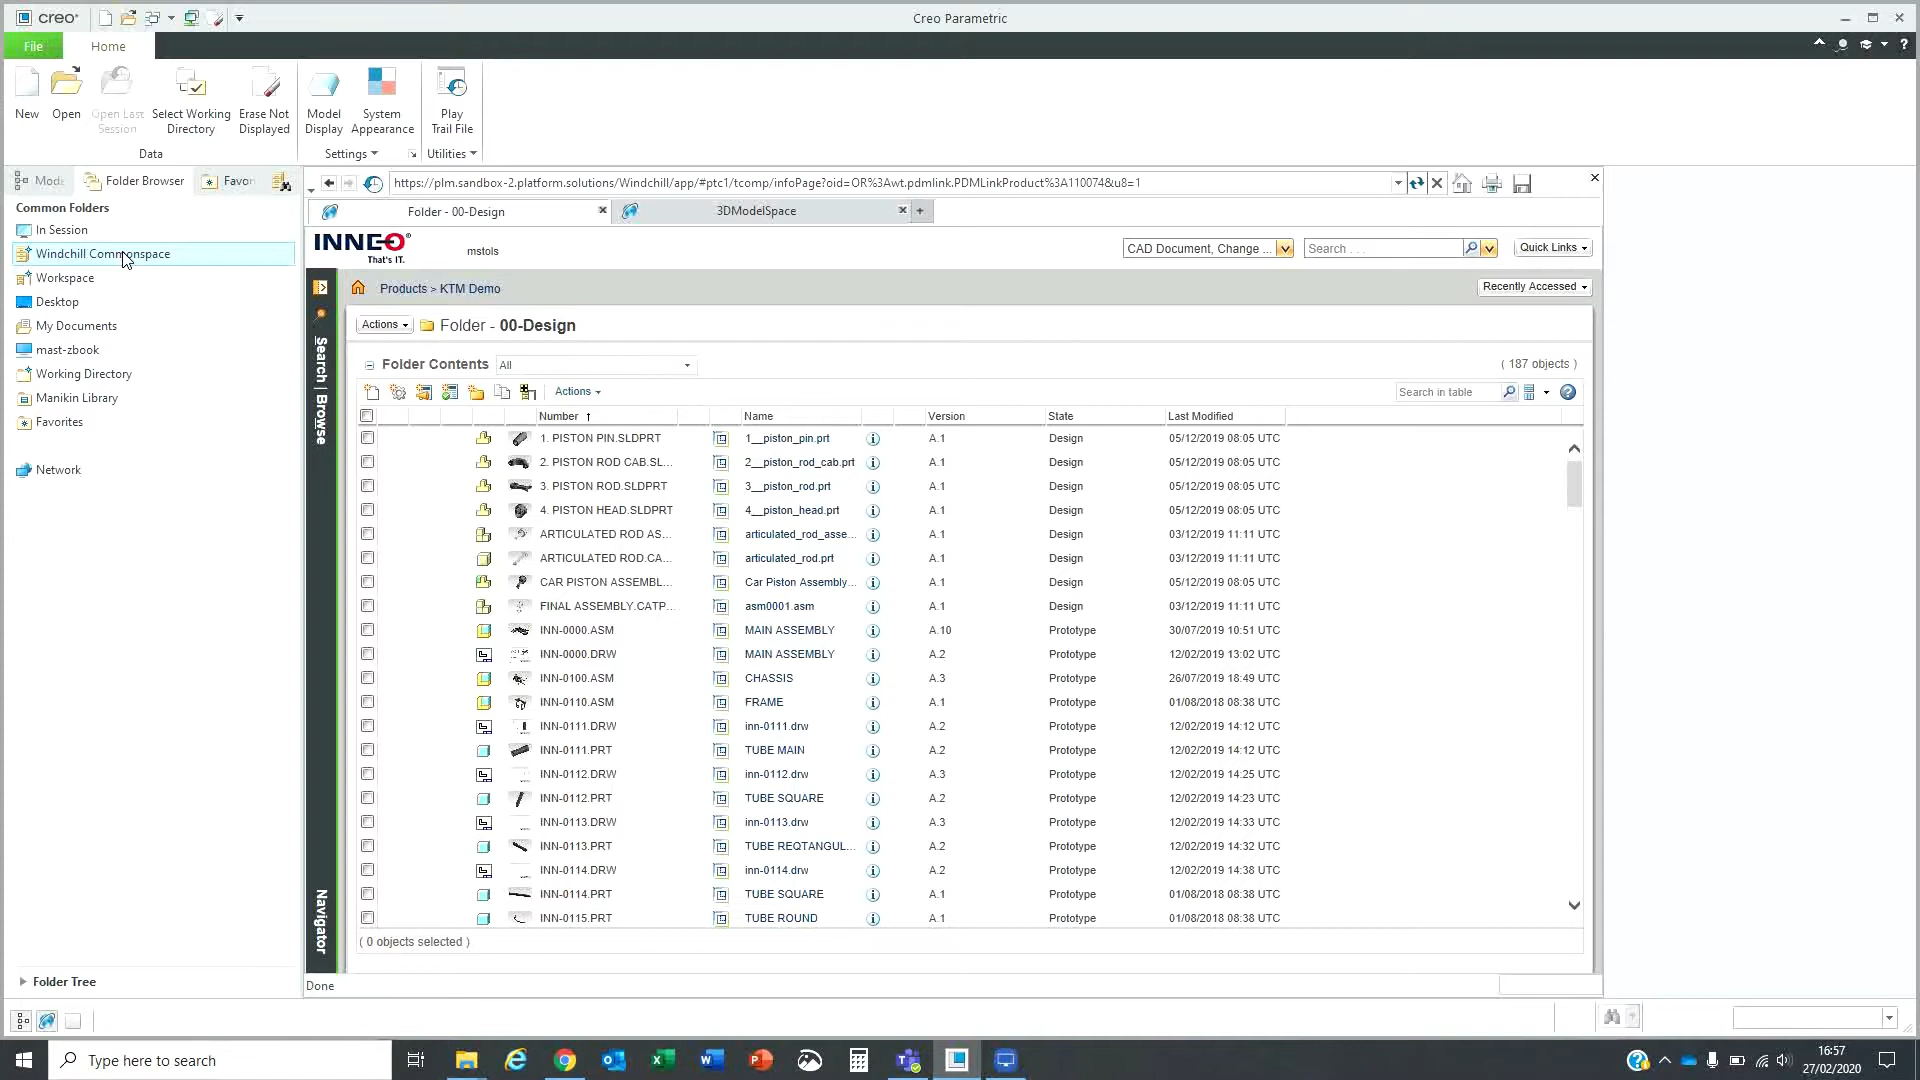 creo°
Creo Parametric
File
Home
New
Open
Open Last Session
Select Working Directory
Erase Not Displayed
Model Display
System Appearance
Play Trail File
Data
Settings
Utilities
Mode
Folder Browser
Favor
https://plm.sandbox-2.platform.solutions/Windchill/app/#ptc1/tcomp/infoPage?oid=OR%3Awt.pdmlink.PDMLinkProduct%3A110074&u8=1
Common Folders
In Session
Windchill Commonspace
Workspace
Desktop
My Documents
mast-zbook
Working Directory
Manikin Library
Favorites
Network
Folder Tree
Folder - 00-Design
3DModelSpace
+
INNEO®
That's IT.
mstols
CAD Document, Change ...
Search . . .
Quick Links
Products > KTM Demo
Recently Accessed
Search | Browse
Navigator
Actions
Folder - 00-Design
Folder Contents
All
( 187 objects )
Actions
Search in table
Number
Name
Version
State
Last Modified
1. PISTON PIN.SLDPRT 1__piston_pin.prt A.1 Design 05/12/2019 08:05 UTC
2. PISTON ROD CAB.SL... 2__piston_rod_cab.prt A.1 Design 05/12/2019 08:05 UTC
3. PISTON ROD.SLDPRT 3__piston_rod.prt A.1 Design 05/12/2019 08:05 UTC
4. PISTON HEAD.SLDPRT 4__piston_head.prt A.1 Design 05/12/2019 08:05 UTC
ARTICULATED ROD AS... articulated_rod_asse... A.1 Design 03/12/2019 11:11 UTC
ARTICULATED ROD.CA... articulated_rod.prt A.1 Design 03/12/2019 11:11 UTC
CAR PISTON ASSEMBL... Car Piston Assembly... A.1 Design 05/12/2019 08:05 UTC
FINAL ASSEMBLY.CATP... asm0001.asm A.1 Design 03/12/2019 11:11 UTC
INN-0000.ASM MAIN ASSEMBLY A.10 Prototype 30/07/2019 10:51 UTC
INN-0000.DRW MAIN ASSEMBLY A.2 Prototype 12/02/2019 13:02 UTC
INN-0100.ASM CHASSIS A.3 Prototype 26/07/2019 18:49 UTC
INN-0110.ASM FRAME A.1 Prototype 01/08/2018 08:38 UTC
INN-0111.DRW inn-0111.drw A.2 Prototype 12/02/2019 14:12 UTC
INN-0111.PRT TUBE MAIN A.2 Prototype 12/02/2019 14:12 UTC
INN-0112.DRW inn-0112.drw A.3 Prototype 12/02/2019 14:25 UTC
INN-0112.PRT TUBE SQUARE A.2 Prototype 12/02/2019 14:23 UTC
INN-0113.DRW inn-0113.drw A.3 Prototype 12/02/2019 14:33 UTC
INN-0113.PRT TUBE REQTANGUL... A.2 Prototype 12/02/2019 14:32 UTC
INN-0114.DRW inn-0114.drw A.2 Prototype 12/02/2019 14:38 UTC
INN-0114.PRT TUBE SQUARE A.1 Prototype 01/08/2018 08:38 UTC
INN-0115.PRT TUBE ROUND A.1 Prototype 01/08/2018 08:38 UTC
( 0 objects selected )
Done
Type here to search
16:57
27/02/2020